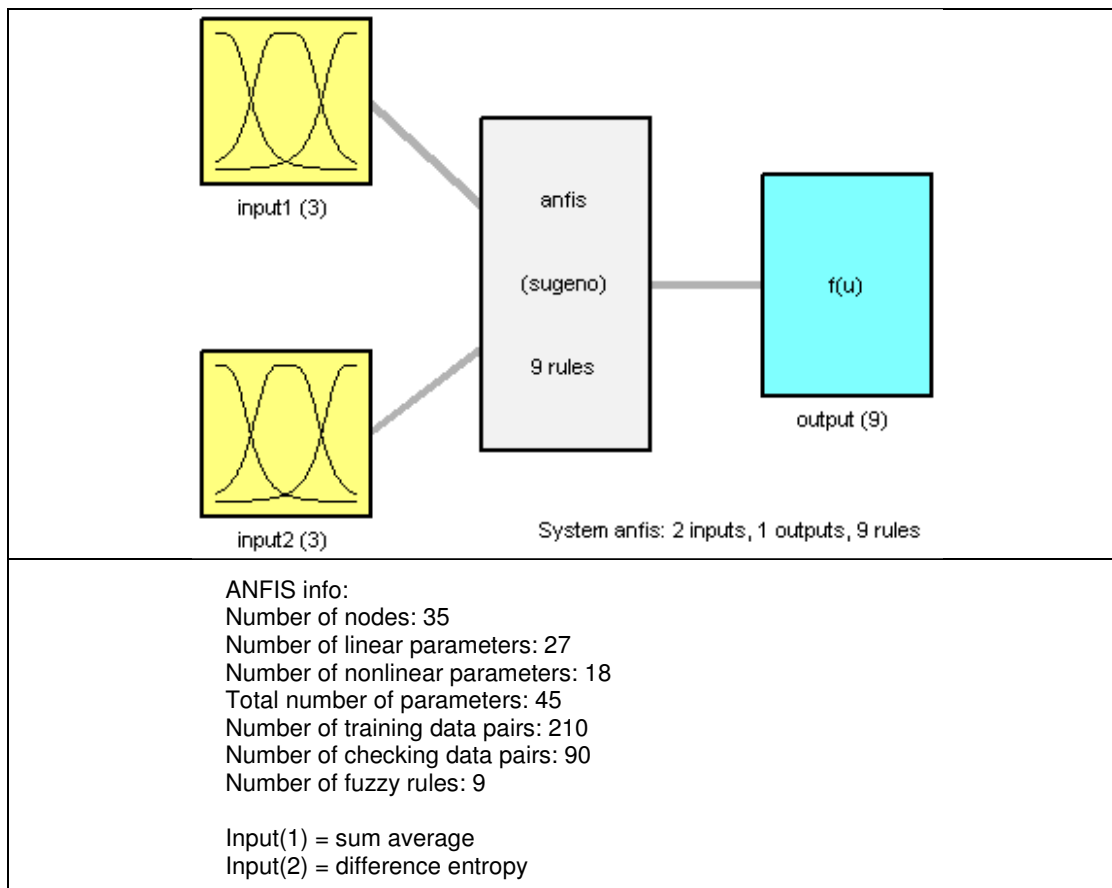 input1 (3)
anfis
(sugeno)
9 rules
f(u)
output (9)
input2 (3)
System anfis: 2 inputs, 1 outputs, 9 rules
ANFIS info:
Number of nodes: 35
Number of linear parameters: 27
Number of nonlinear parameters: 18
Total number of parameters: 45
Number of training data pairs: 210
Number of checking data pairs: 90
Number of fuzzy rules: 9
Input(1) = sum average
Input(2) = difference entropy